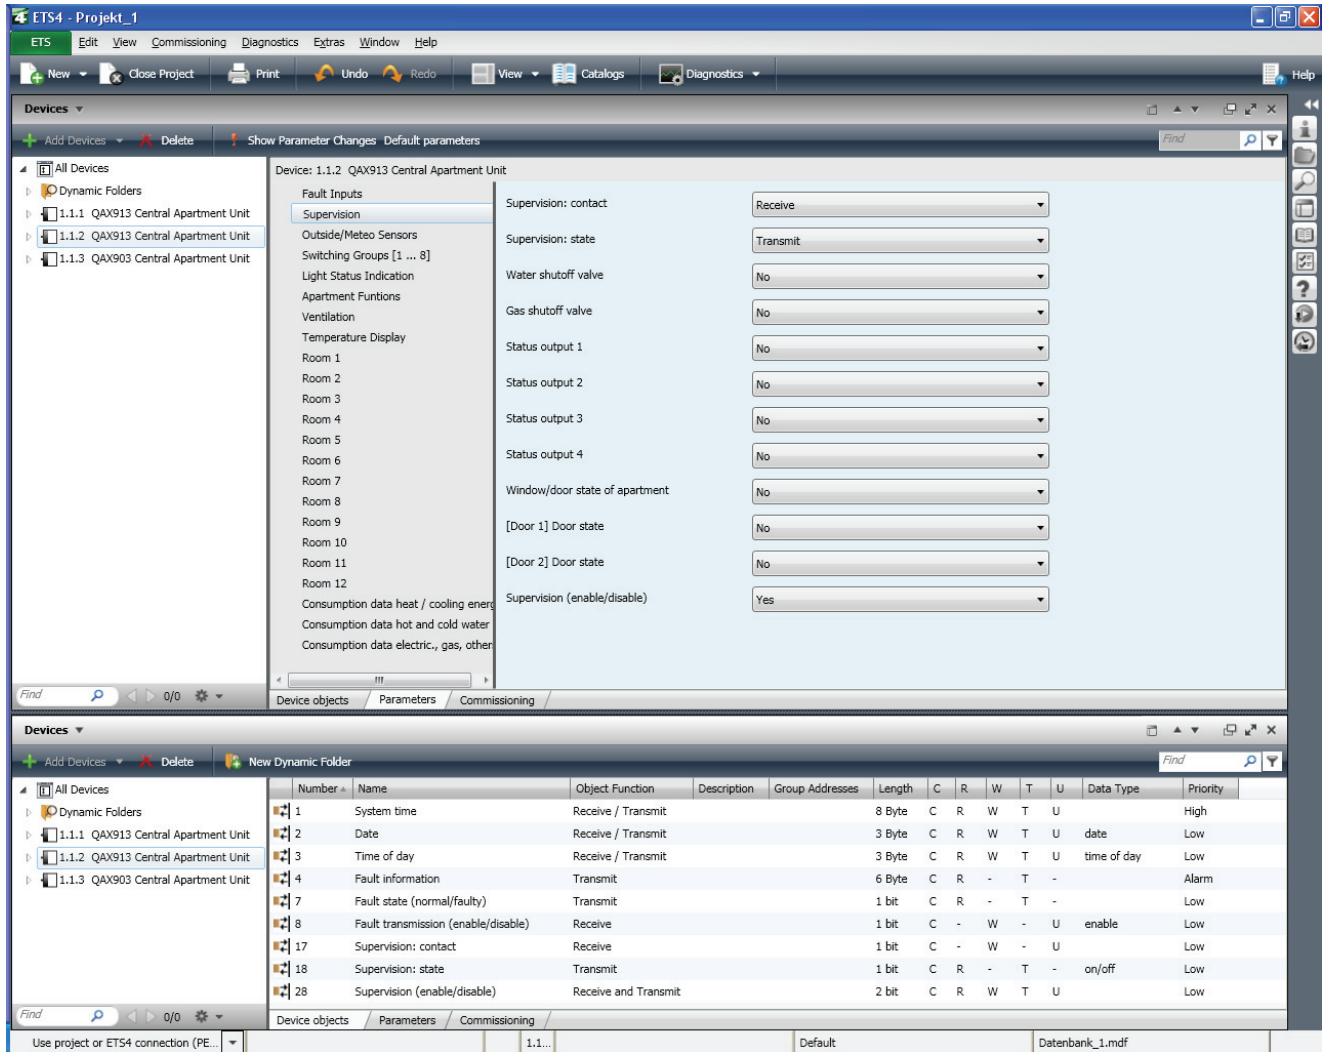 ETS4 - Projekt_1
ETS Edit View Commissioning Diagnostics Extras Window Help
New Close Project Print Undo Redo View Catalogs Diagnostics Help
Devices
Add Devices Delete Show Parameter Changes Default parameters Find
All Devices
Dynamic Folders
1.1.1 QAX913 Central Apartment Unit
1.1.2 QAX913 Central Apartment Unit
1.1.3 QAX903 Central Apartment Unit
Find 0/0
Device: 1.1.2 QAX913 Central Apartment Unit
Fault Inputs
Supervision
Outside/Meteo Sensors
Switching Groups [1 ... 8]
Light Status Indication
Apartment Funtions
Ventilation
Temperature Display
Room 1
Room 2
Room 3
Room 4
Room 5
Room 6
Room 7
Room 8
Room 9
Room 10
Room 11
Room 12
Consumption data heat / cooling energ
Consumption data hot and cold water
Consumption data electric., gas, other
Supervision: contact Receive
Supervision: state Transmit
Water shutoff valve No
Gas shutoff valve No
Status output 1 No
Status output 2 No
Status output 3 No
Status output 4 No
Window/door state of apartment No
[Door 1] Door state No
[Door 2] Door state No
Supervision (enable/disable) Yes
Device objects Parameters Commissioning
Devices
Add Devices Delete New Dynamic Folder Find
All Devices
Dynamic Folders
1.1.1 QAX913 Central Apartment Unit
1.1.2 QAX913 Central Apartment Unit
1.1.3 QAX903 Central Apartment Unit
Find 0/0
Number Name Object Function Description Group Addresses Length C R W T U Data Type Priority
1 System time Receive / Transmit 8 Byte C R W T U High
2 Date Receive / Transmit 3 Byte C R W T U date Low
3 Time of day Receive / Transmit 3 Byte C R W T U time of day Low
4 Fault information Transmit 6 Byte C R - T - Alarm
7 Fault state (normal/faulty) Transmit 1 bit C R - T - Low
8 Fault transmission (enable/disable) Receive 1 bit C - W - U enable Low
17 Supervision: contact Receive 1 bit C - W - U Low
18 Supervision: state Transmit 1 bit C R - T - on/off Low
28 Supervision (enable/disable) Receive and Transmit 2 bit C R W T U Low
Device objects Parameters Commissioning
Use project or ETS4 connection (PE... 1.1... Default Datenbank_1.mdf